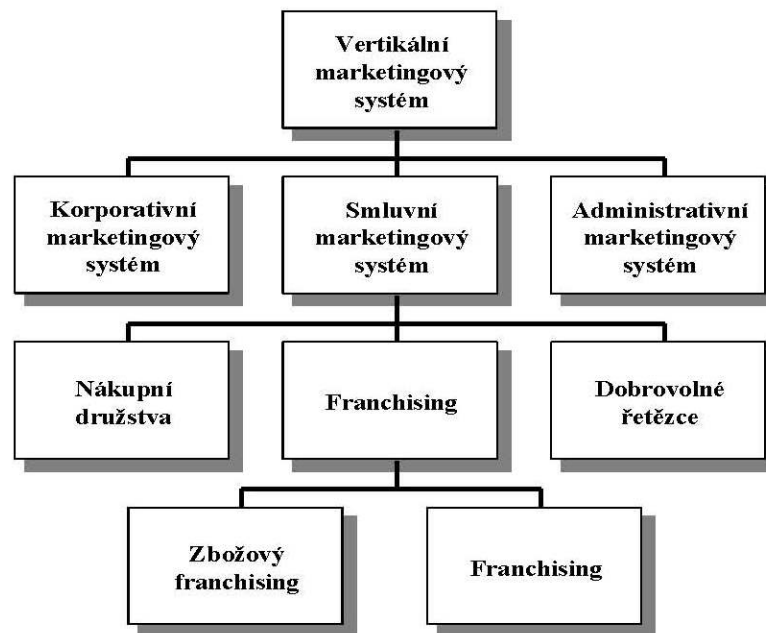 Vertikální
marketingový
systém
Korporativní
marketingový
systém
Smluvní
marketingový
systém
Administrativní
marketingový
systém
Nákupní
družstva
Franchising
Dobrovolné
řetězce
Zbožový
franchising
Franchising